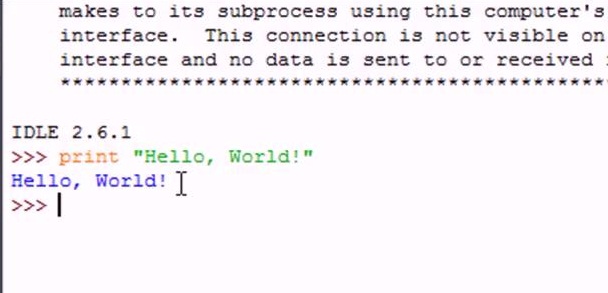 makes to its subprocess using this computer's
interface. This connection is not visible on
interface and no data is sent to or received
****************************************************
IDLE 2.6.1
>>> print "Hello, World!"
Hello, World!
>>>